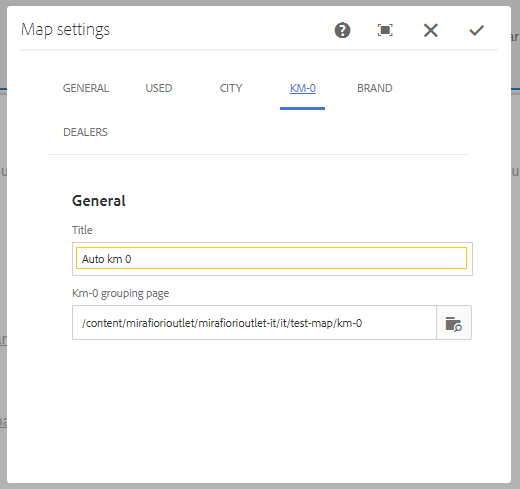 Map settings
GENERAL USED CITY KM-0 BRAND
DEALERS
General
Title
Auto km 0
Km-0 grouping page
/content/mirafiorioutlet/mirafiorioutlet-it/it/test-map/km-0